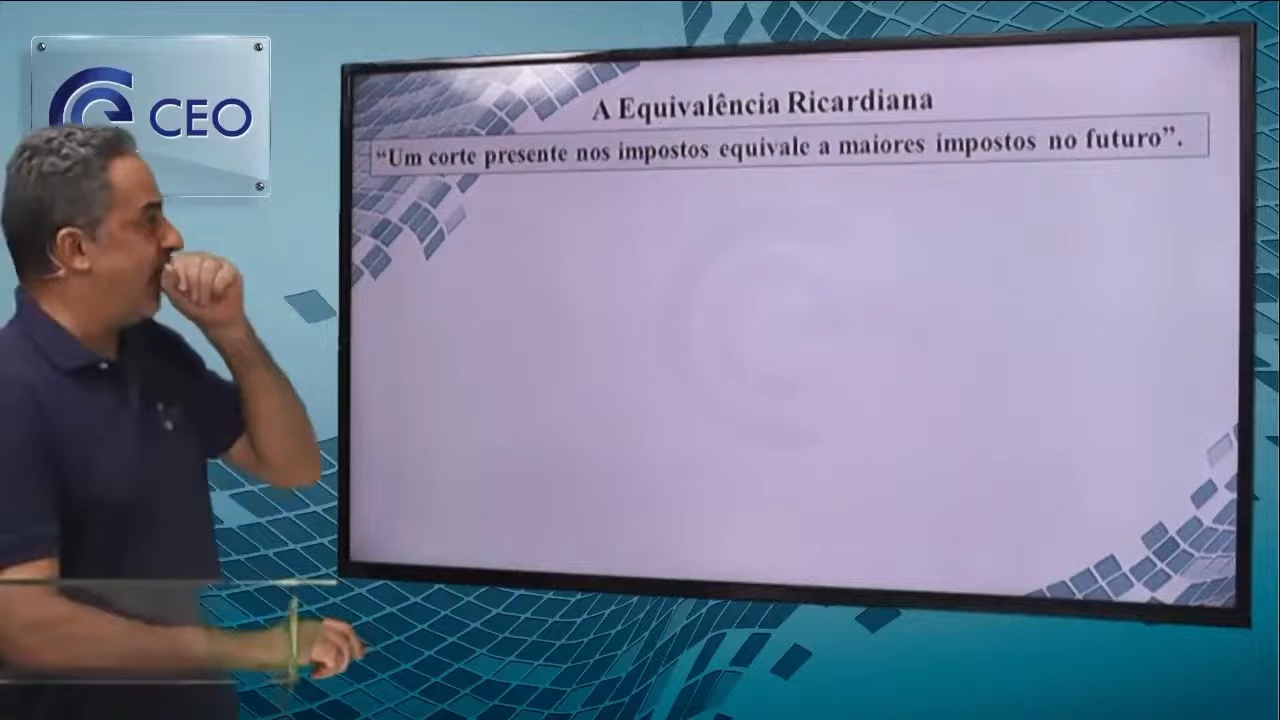 CEO
A Equivalência Ricardiana
“Um corte presente nos impostos equivale a maiores impostos no futuro”.